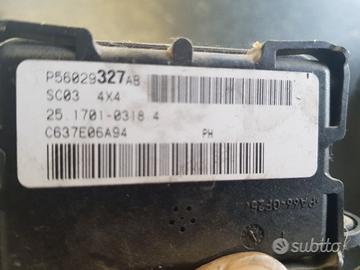 P56029327AB
SC03 4X4
25.1701-0318 4
C637E06A94 PH
subito